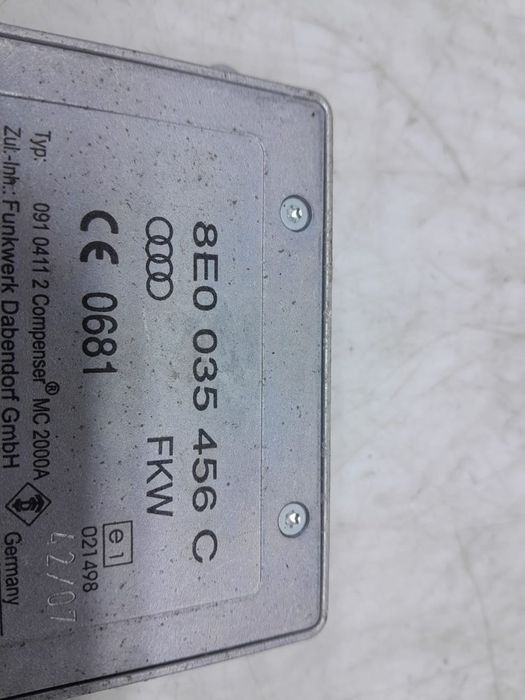 8E0 035 456 C
FKW
CE 0681
e1
021498
42/07
Typ: 091 0411 2 Compenser® MC 2000A
Zul.-Inh.: Funkwerk Dabendorf GmbH Germany